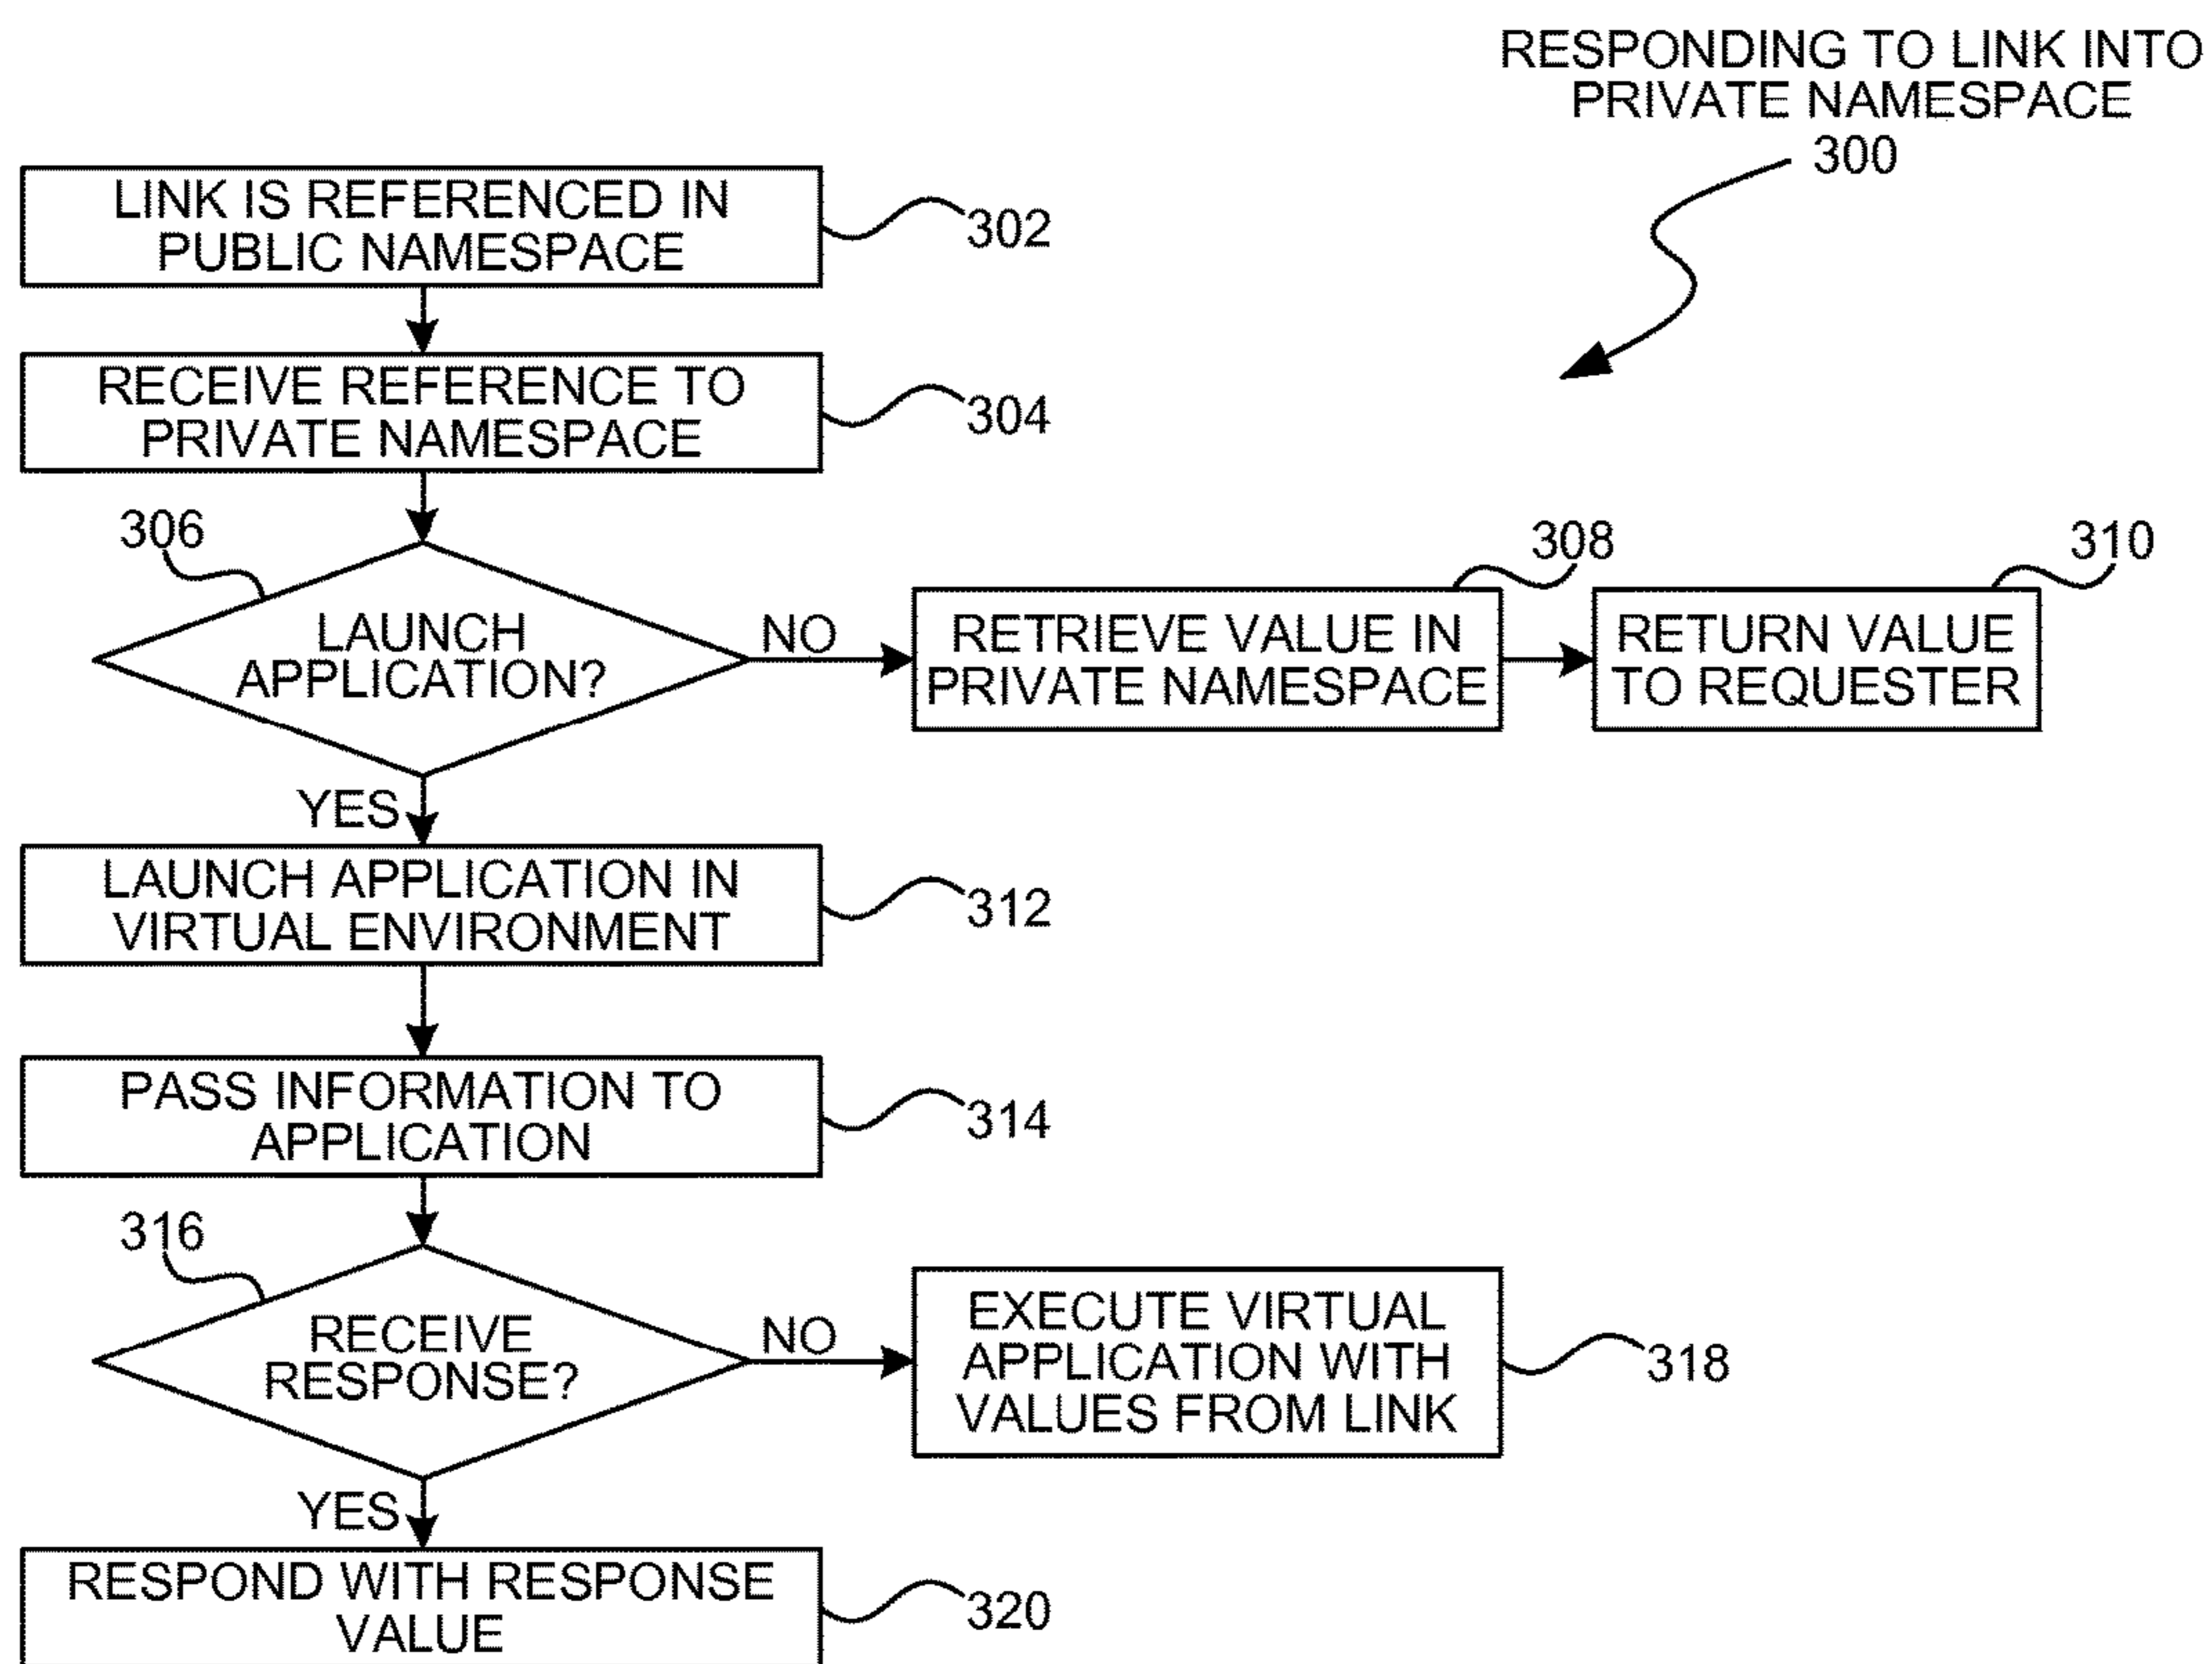 RESPONDING TO LINK INTO
PRIVATE NAMESPACE
300
LINK IS REFERENCED IN
PUBLIC NAMESPACE
302
RECEIVE REFERENCE TO
PRIVATE NAMESPACE
304
306
LAUNCH
APPLICATION?
NO
308
RETRIEVE VALUE IN
PRIVATE NAMESPACE
310
RETURN VALUE
TO REQUESTER
YES
LAUNCH APPLICATION IN
VIRTUAL ENVIRONMENT
312
PASS INFORMATION TO
APPLICATION
314
316
RECEIVE
RESPONSE?
NO
EXECUTE VIRTUAL
APPLICATION WITH
VALUES FROM LINK
318
YES
RESPOND WITH RESPONSE
VALUE
320